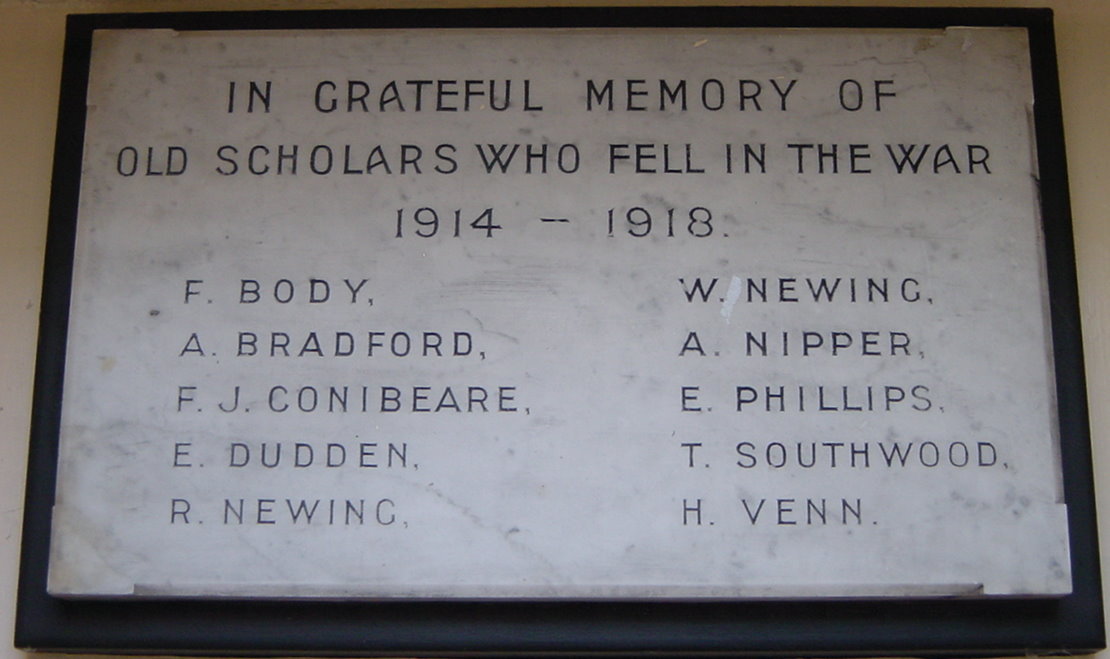 IN GRATEFUL MEMORY OF
OLD SCHOLARS WHO FELL IN THE WAR
1914 – 1918.
F. BODY,
A. BRADFORD,
F. J. CONIBEARE,
E. DUDDEN,
R. NEWING,
W. NEWING,
A. NIPPER,
E. PHILLIPS,
T. SOUTHWOOD,
H. VENN.